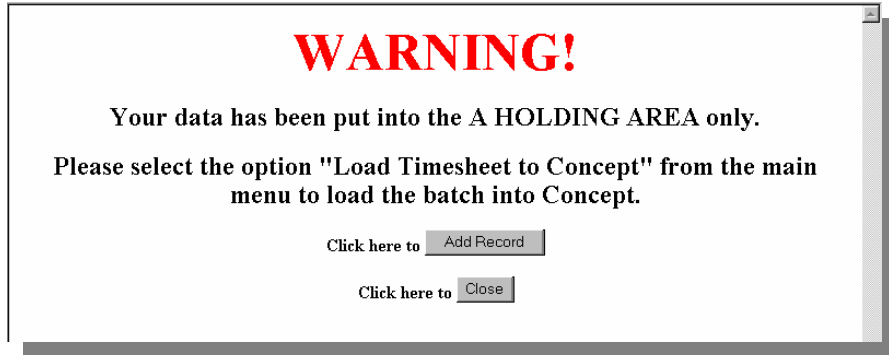 WARNING!
Your data has been put into the A HOLDING AREA only.
Please select the option "Load Timesheet to Concept" from the main
menu to load the batch into Concept.
Click here to Add Record
Click here to Close